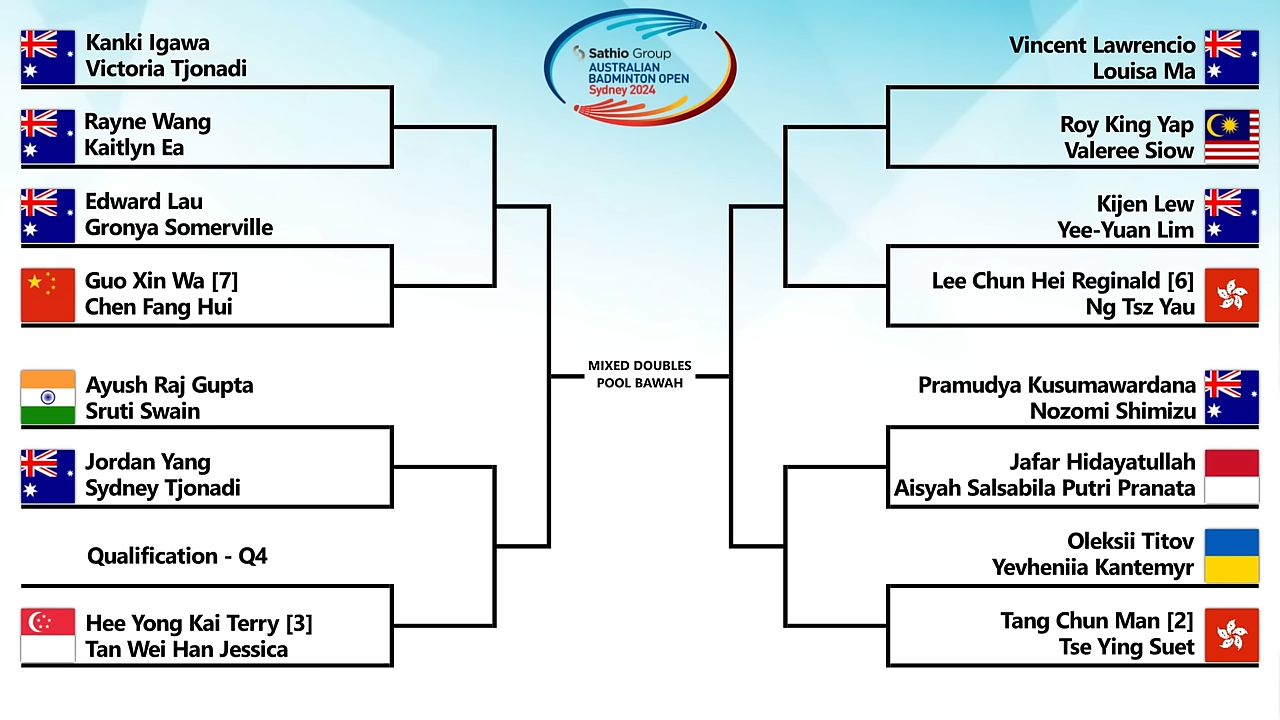 Kanki Igawa
Victoria Tjonadi
Rayne Wang
Kaitlyn Ea
Edward Lau
Gronya Somerville
Guo Xin Wa [7]
Chen Fang Hui
Ayush Raj Gupta
Sruti Swain
Jordan Yang
Sydney Tjonadi
Qualification - Q4
Hee Yong Kai Terry [3]
Tan Wei Han Jessica
Sathio Group
AUSTRALIAN
BADMINTON OPEN
Sydney 2024
MIXED DOUBLES
POOL BAWAH
Vincent Lawrencio
Louisa Ma
Roy King Yap
Valeree Siow
Kijen Lew
Yee-Yuan Lim
Lee Chun Hei Reginald [6]
Ng Tsz Yau
Pramudya Kusumawardana
Nozomi Shimizu
Jafar Hidayatullah
Aisyah Salsabila Putri Pranata
Oleksii Titov
Yevheniia Kantemyr
Tang Chun Man [2]
Tse Ying Suet